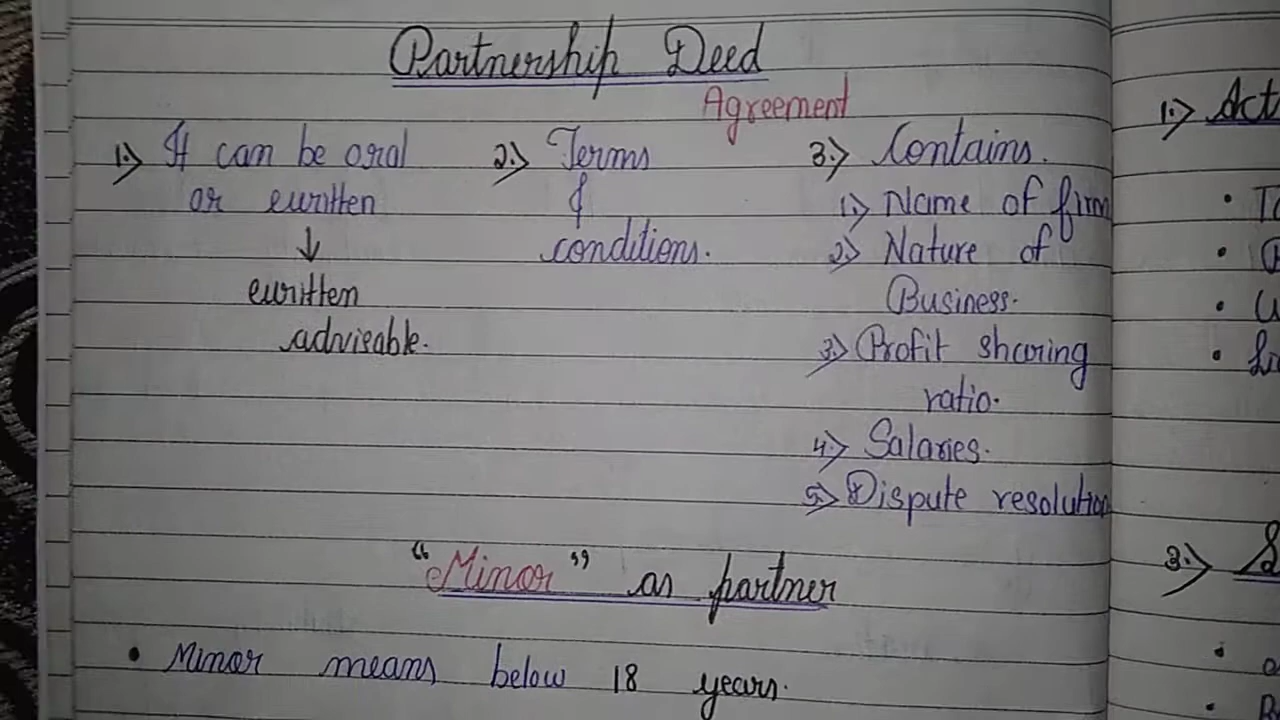 Partnership Deed
Agreement
1.) It can be oral
or written
↓
written
advisable.
2.) Terms
&
conditions.
3.) Contains.
1.) Name of firm
2.) Nature of
Business.
3.) Profit sharing
ratio.
4.) Salaries.
5.) Dispute resolution
"Minor" as partner
• Minor means below 18 years.
1.) Act
3.)